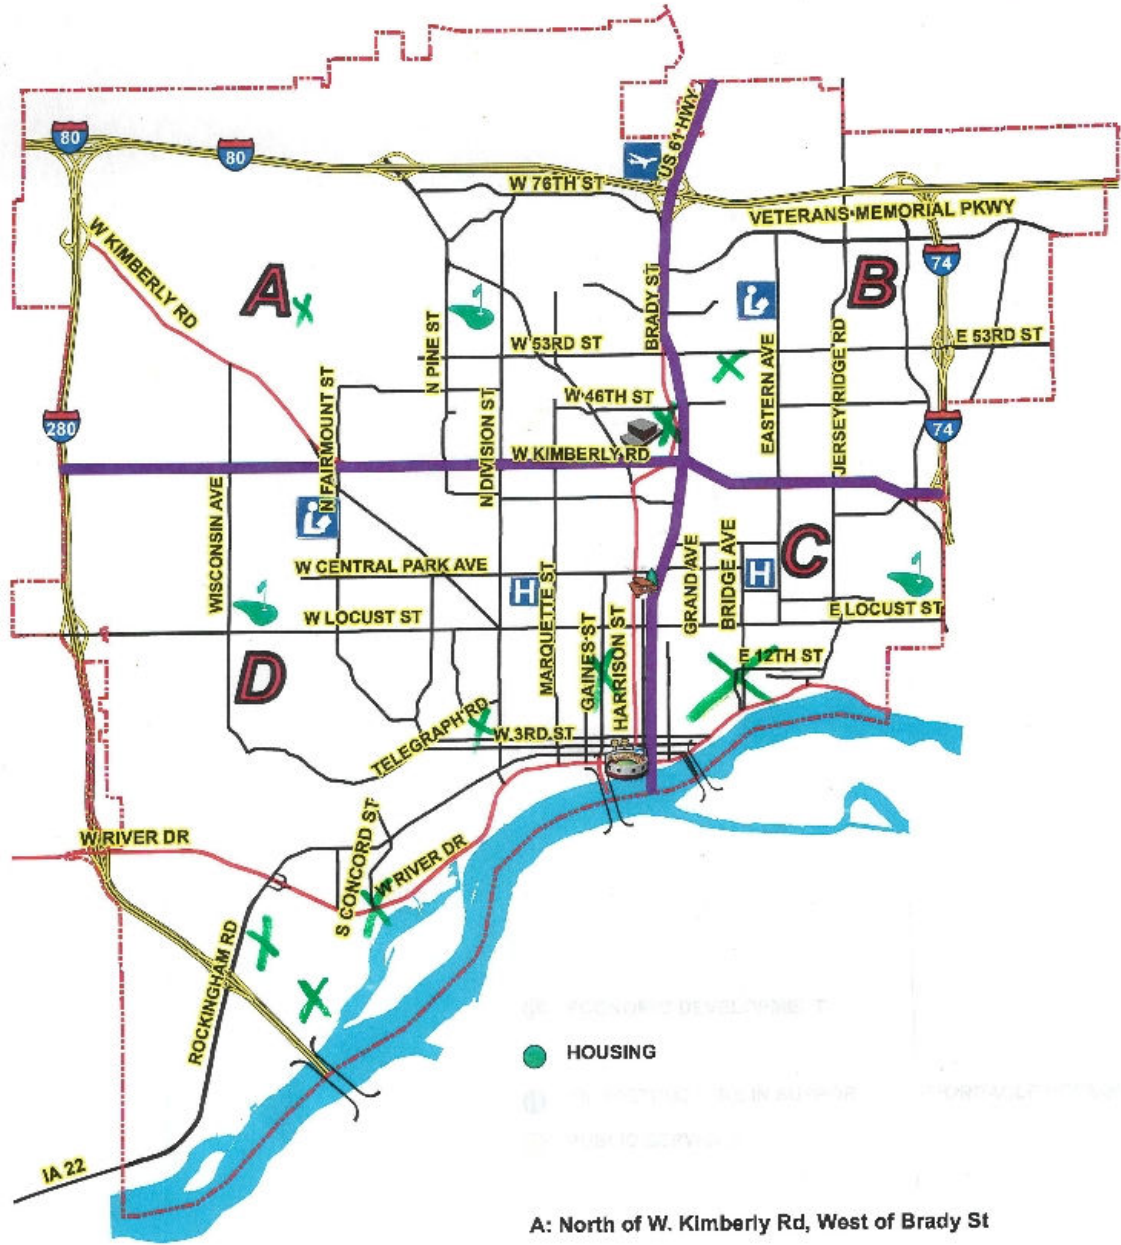 80
80
US 61 HWY
W 76TH ST
VETERANS MEMORIAL PKWY
W KIMBERLY RD
A
B
74
BRADY ST
N PINE ST
W 53RD ST
E 53RD ST
EASTERN AVE
JERSEY RIDGE RD
N FAIRMOUNT ST
W 46TH ST
N DIVISION ST
280
74
W KIMBERLY RD
WISCONSIN AVE
C
W CENTRAL PARK AVE
H
H
MARQUETTE ST
GRAND AVE
BRIDGE AVE
W LOCUST ST
E LOCUST ST
GAINES ST
HARRISON ST
E 12TH ST
D
TELEGRAPH RD
W 3RD ST
W RIVER DR
S CONCORD ST
W RIVER DR
ROCKINGHAM RD
HOUSING
IA 22
A: North of W. Kimberly Rd, West of Brady St